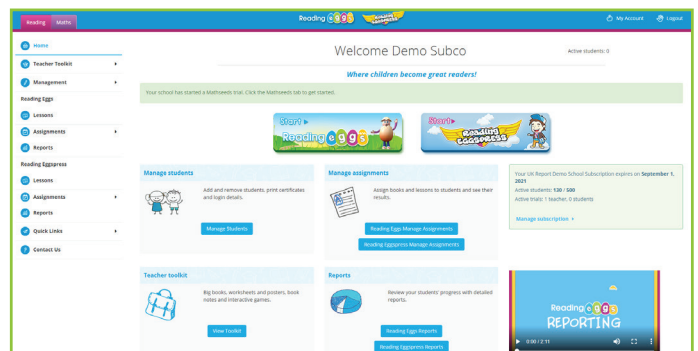 Reading Maths
Reading eggs
Reading
EGGSPRESS
My Account Logout
Home
Teacher Toolkit
Management
Reading Eggs
Lessons
Assignments
Reports
Reading Eggspress
Lessons
Assignments
Reports
Quick Links
Contact Us
Welcome Demo Subco
Active students: 0
Where children become great readers!
Your school has started a Mathseeds trial. Click the Mathseeds tab to get started.
Start
Reading eggs
Start
Reading
EGGSPRESS
Manage students
Add and remove students, print certificates
and login details.
Manage Students
Manage assignments
Assign books and lessons to students and see their
results.
Reading Eggs Manage Assignments
Reading Eggspress Manage Assignments
Your UK Report Demo School Subscription expires on September 1,
2021
Active students: 130 / 500
Active trials: 1 teacher, 0 students
Manage subscription
Teacher toolkit
Big books, worksheets and posters, book
notes and interactive games.
View Toolkit
Reports
Review your students' progress with detailed
reports.
Reading Eggs Reports
Reading Eggspress Reports
Reading eggs
REPORTING
0:00 / 2:11